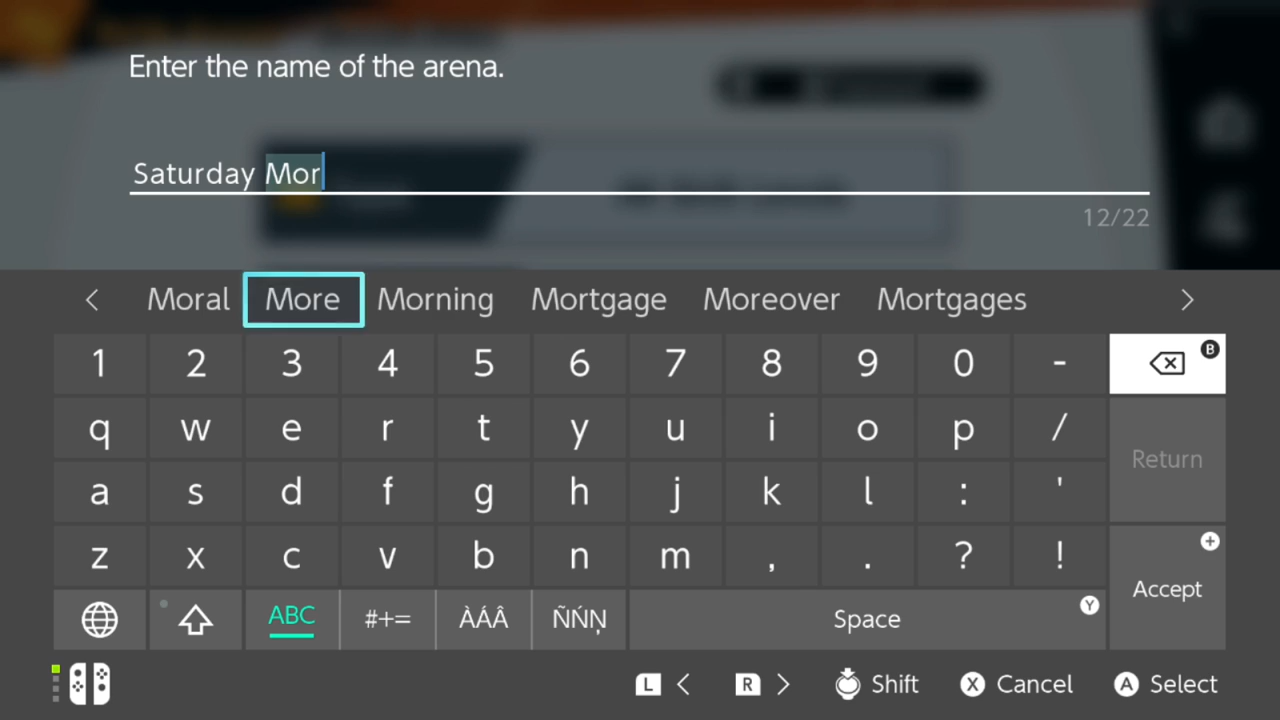 Enter the name of the arena.
Saturday Mor
12/22
Moral More Morning Mortgage Moreover Mortgages
1 2 3 4 5 6 7 8 9 0 - B
q w e r t y u i o p / Return
a s d f g h j k l : '
z x c v b n m , . ? ! Accept
ABC #+= ÀÁÂ ÑŃŅ Space Y
L R Shift X Cancel A Select